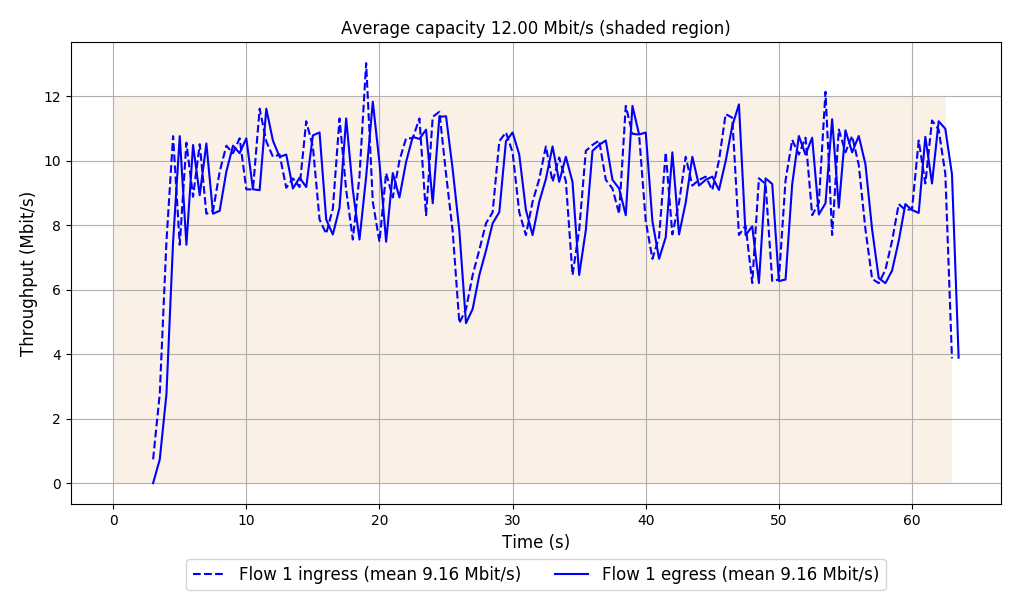 Average capacity 12.00 Mbit/s (shaded region)
12
10
8
6
4
2
0
Throughput (Mbit/s)
0 10 20 30 40 50 60
Time (s)
Flow 1 ingress (mean 9.16 Mbit/s) Flow 1 egress (mean 9.16 Mbit/s)